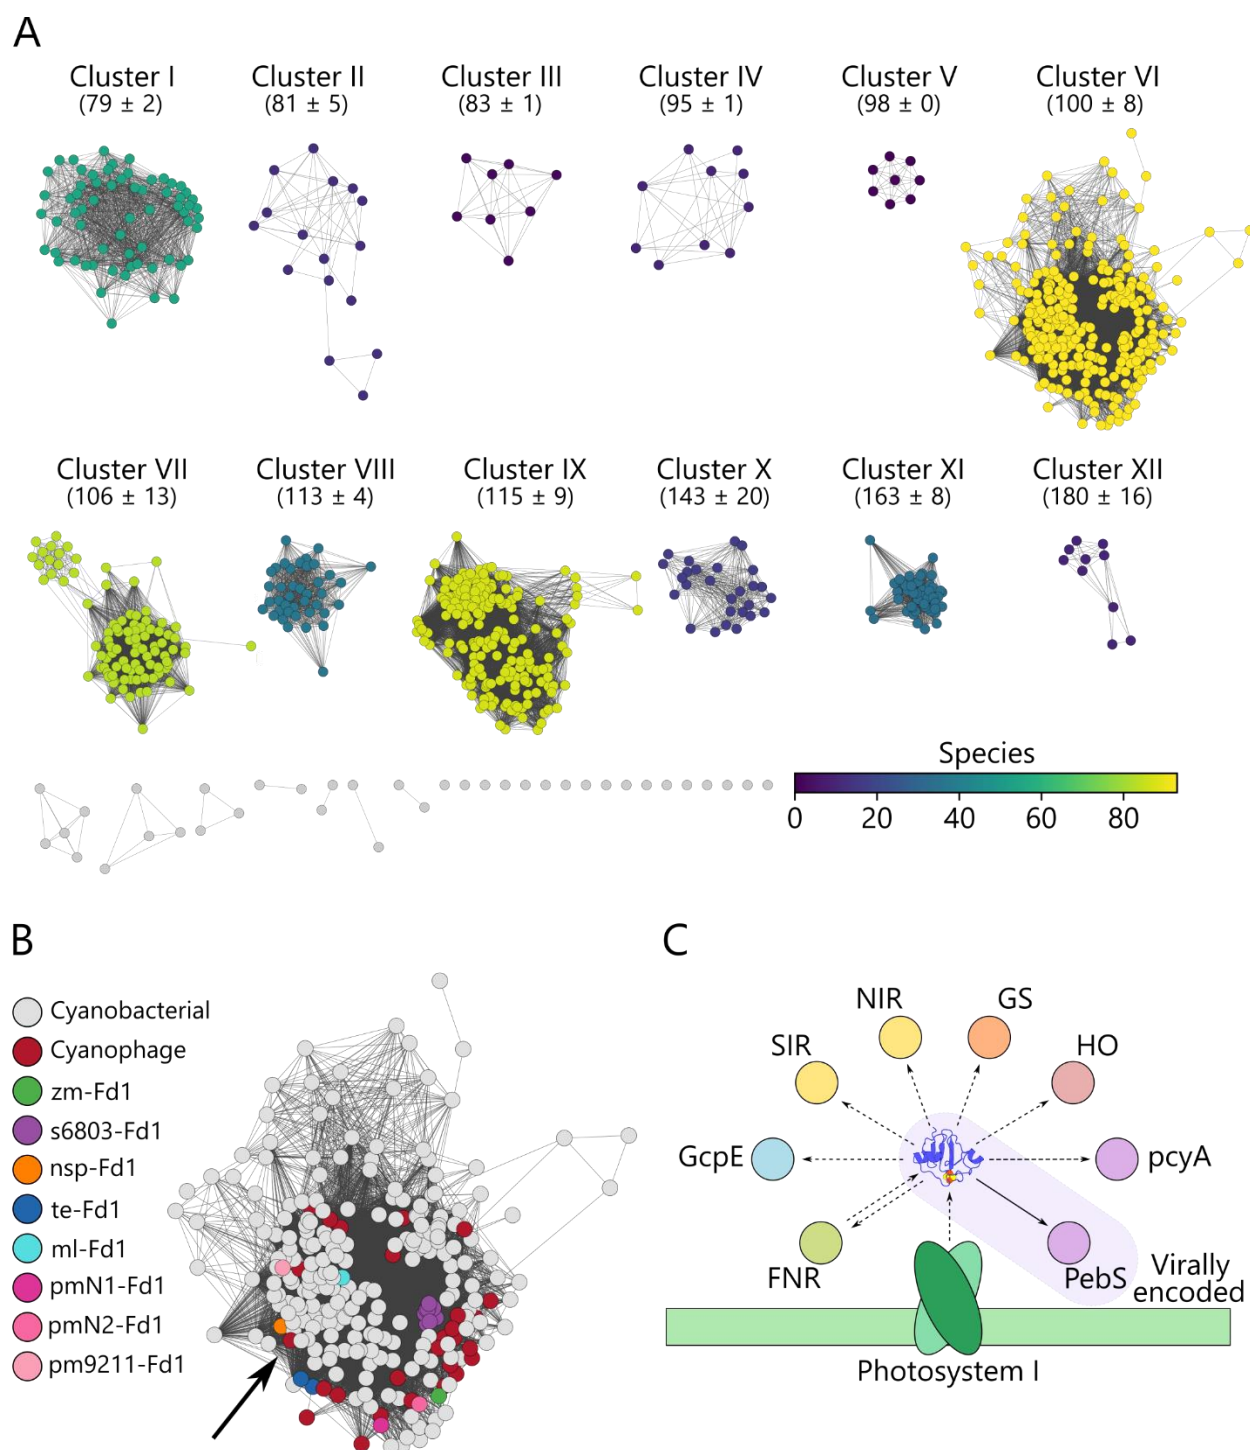 A
Cluster I
(79 ± 2)
Cluster II
(81 ± 5)
Cluster III
(83 ± 1)
Cluster IV
(95 ± 1)
Cluster V
(98 ± 0)
Cluster VI
(100 ± 8)
Cluster VII
(106 ± 13)
Cluster VIII
(113 ± 4)
Cluster IX
(115 ± 9)
Cluster X
(143 ± 20)
Cluster XI
(163 ± 8)
Cluster XII
(180 ± 16)
Species
0 20 40 60 80
B
Cyanobacterial
Cyanophage
zm-Fd1
s6803-Fd1
nsp-Fd1
te-Fd1
ml-Fd1
pmN1-Fd1
pmN2-Fd1
pm9211-Fd1
C
NIR
GS
SIR
HO
GcpE
pcyA
FNR
PebS
Virally
encoded
Photosystem I